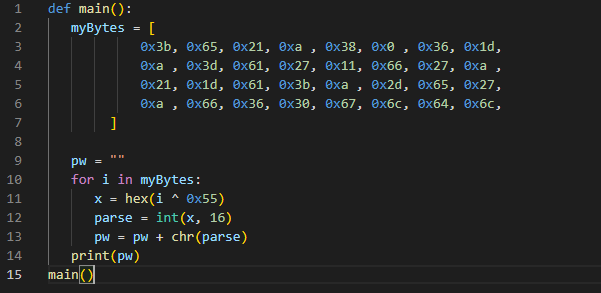 1 def main():
2 myBytes = [
3 0x3b, 0x65, 0x21, 0xa , 0x38, 0x0 , 0x36, 0x1d,
4 0xa , 0x3d, 0x61, 0x27, 0x11, 0x66, 0x27, 0xa ,
5 0x21, 0x1d, 0x61, 0x3b, 0xa , 0x2d, 0x65, 0x27,
6 0xa , 0x66, 0x36, 0x30, 0x67, 0x6c, 0x64, 0x6c,
7 ]
8
9 pw = ""
10 for i in myBytes:
11 x = hex(i ^ 0x55)
12 parse = int(x, 16)
13 pw = pw + chr(parse)
14 print(pw)
15 main()